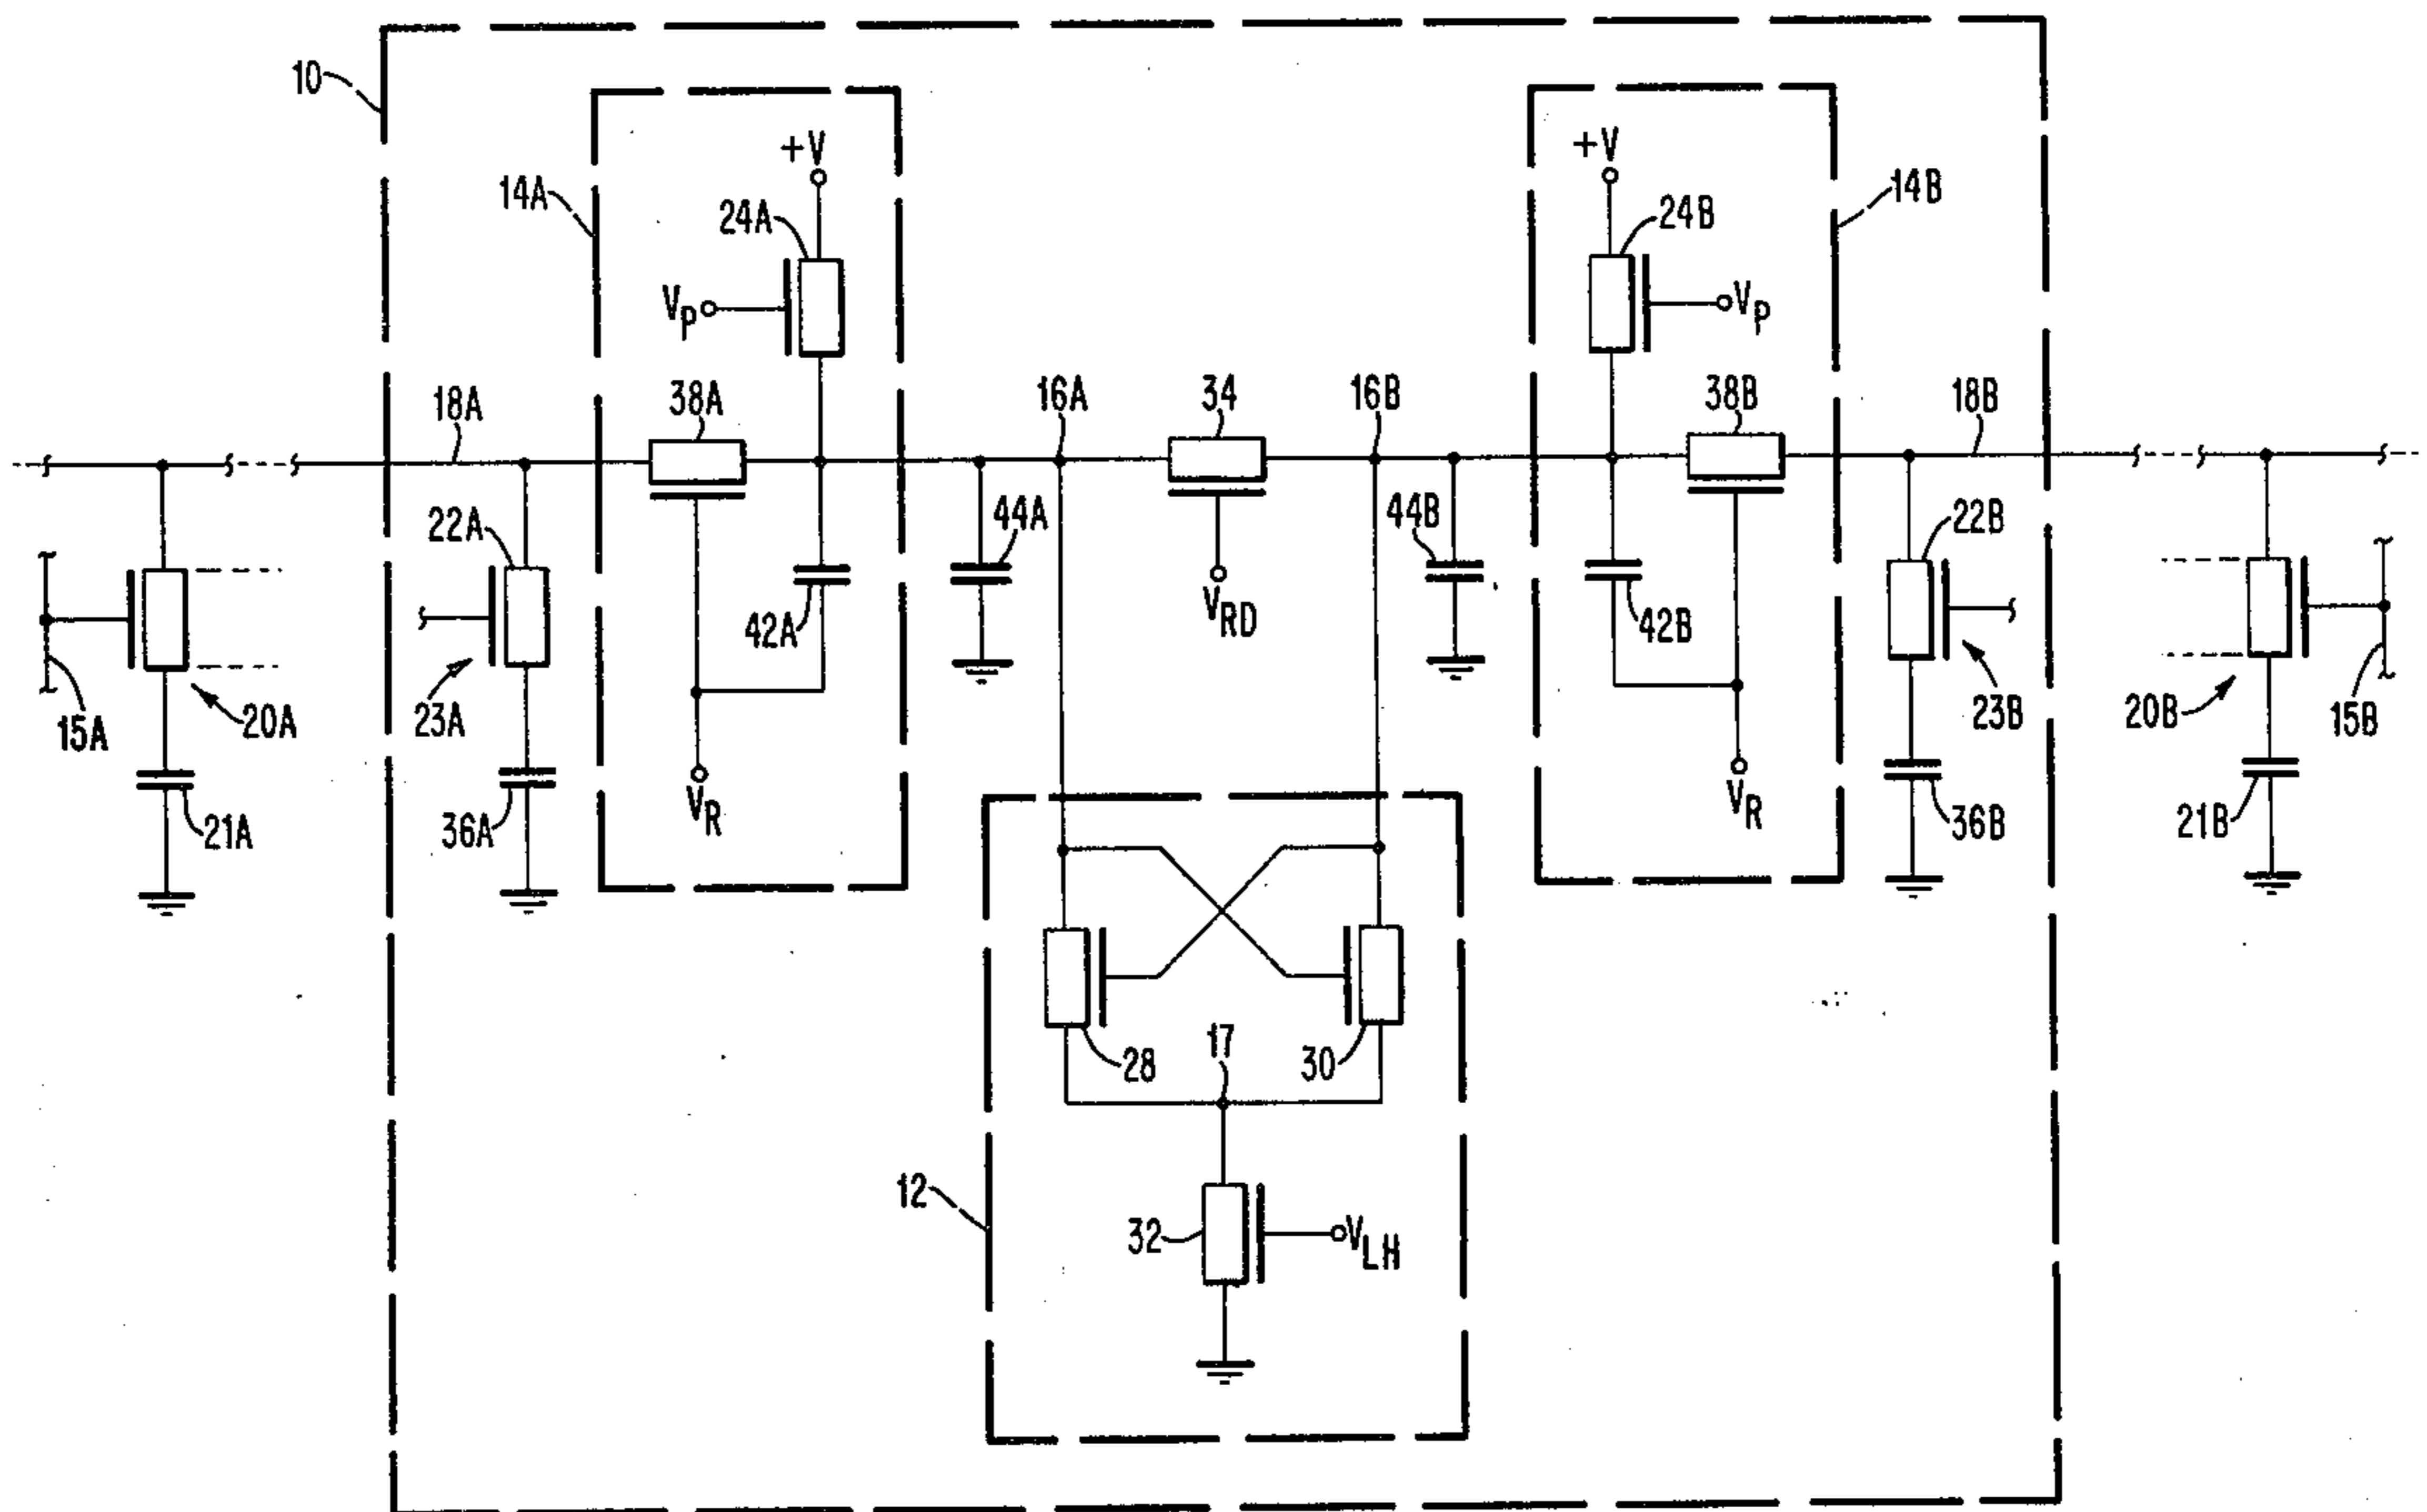 10
14A
+V
24A
Vp
18A
38A
16A
34
16B
+V
24B
Vp
14B
38B
18B
22A
44A
VRD
44B
42B
22B
42A
23A
15A
20A
36A
21A
VR
VR
23B
36B
20B
15B
21B
28
17
30
12
32
VLH